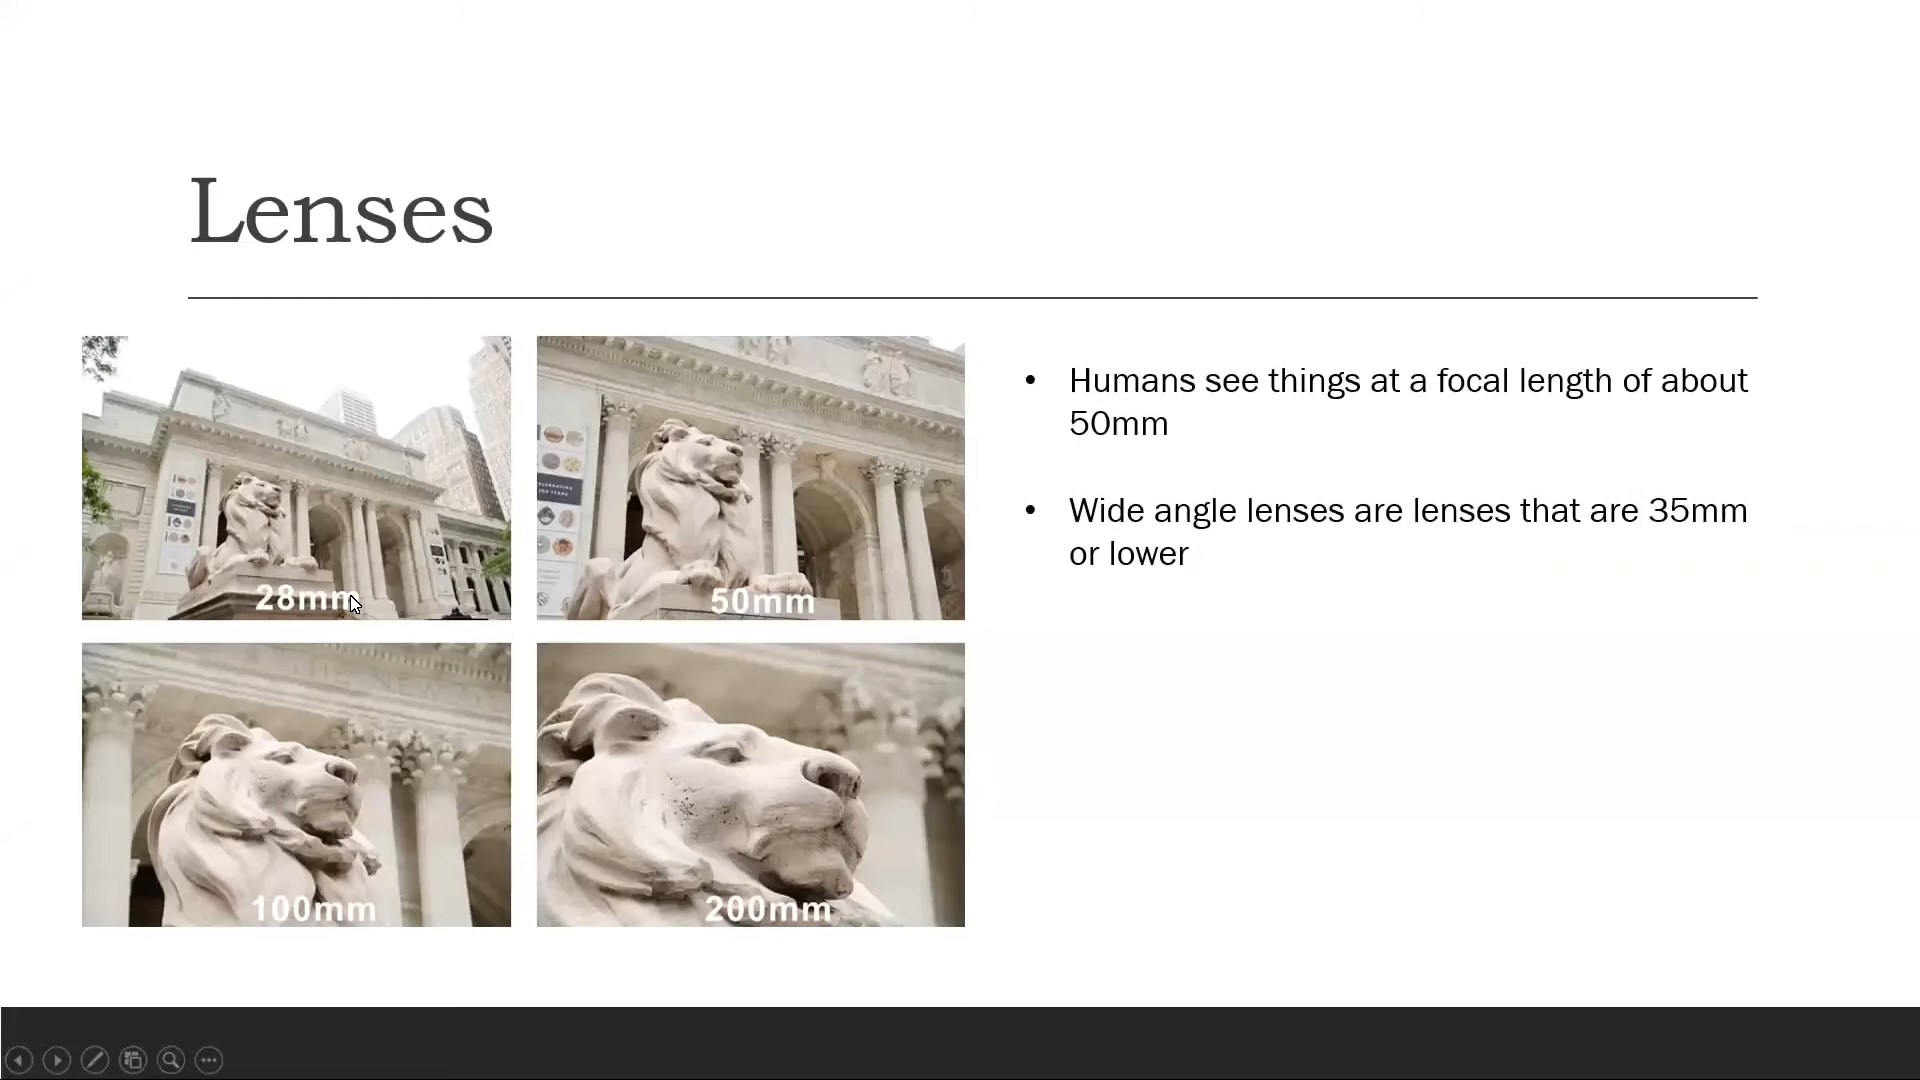 Lenses
28mm
50mm
100mm
200mm
• Humans see things at a focal length of about
50mm
• Wide angle lenses are lenses that are 35mm
or lower